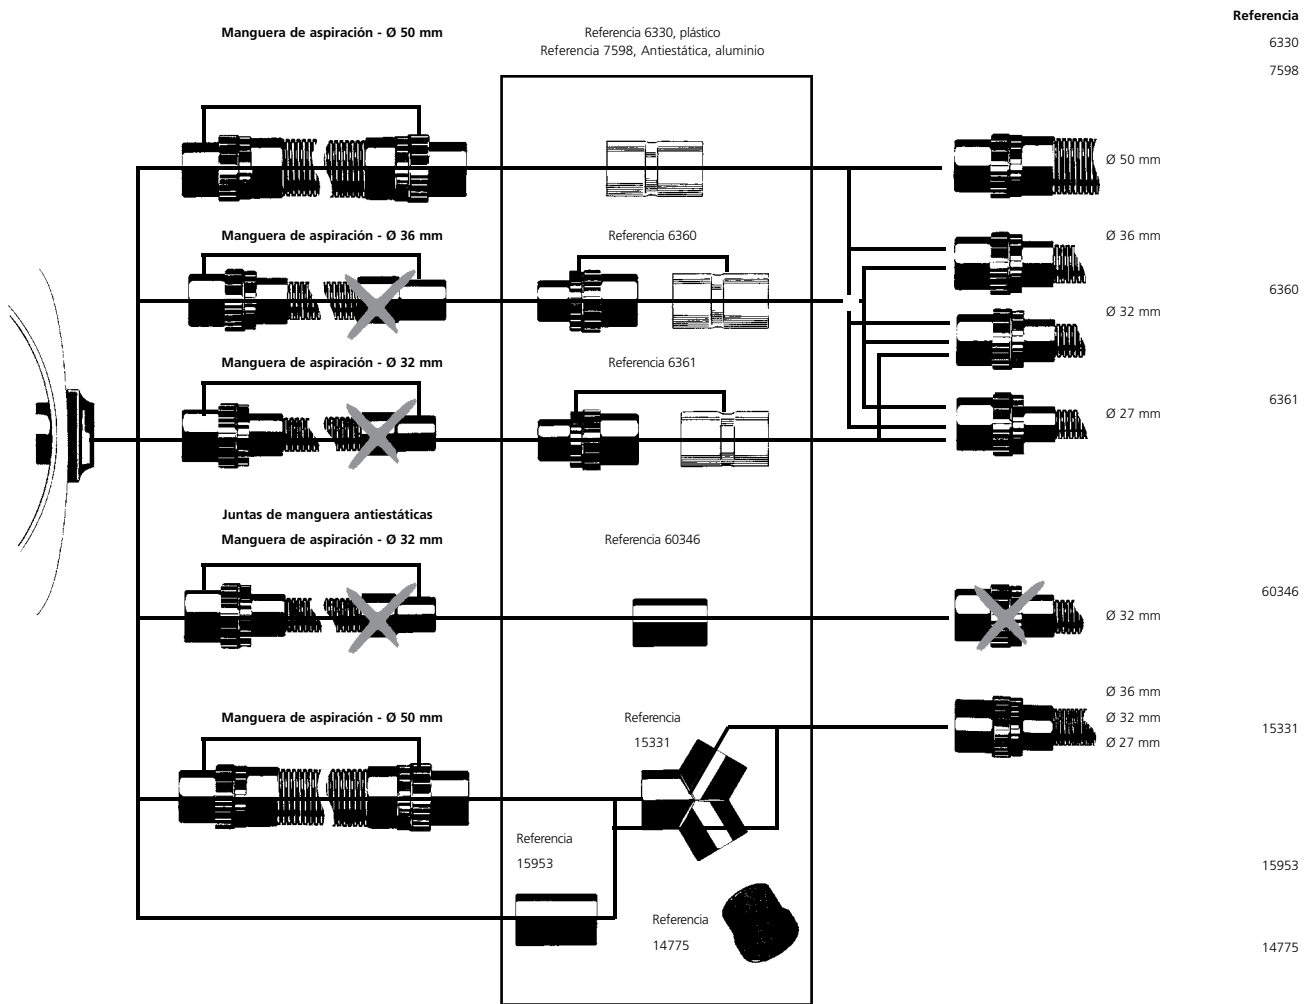 Referencia
Manguera de aspiración - Ø 50 mm
Referencia 6330, plástico
6330
Referencia 7598, Antiestática, aluminio
7598
Ø 50 mm
Manguera de aspiración - Ø 36 mm
Referencia 6360
Ø 36 mm
6360
Ø 32 mm
Manguera de aspiración - Ø 32 mm
Referencia 6361
6361
Ø 27 mm
Juntas de manguera antiestáticas
Manguera de aspiración - Ø 32 mm
Referencia 60346
60346
Ø 32 mm
Ø 36 mm
Manguera de aspiración - Ø 50 mm
Referencia
15331
Ø 32 mm
15331
Ø 27 mm
Referencia
15953
15953
Referencia
14775
14775